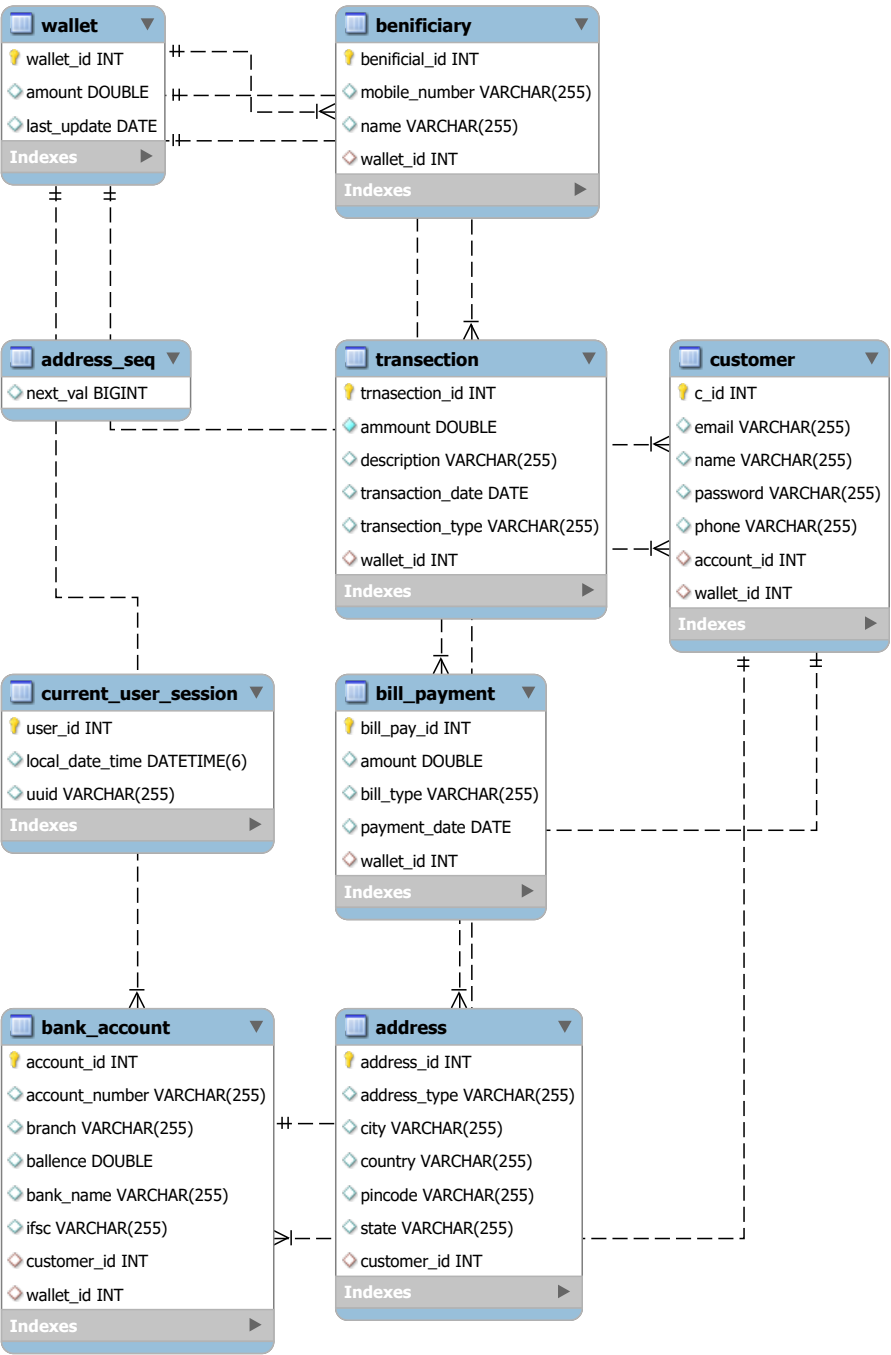 wallet
wallet_id INT
amount DOUBLE
last_update DATE
Indexes
benificiary
benificial_id INT
mobile_number VARCHAR(255)
name VARCHAR(255)
wallet_id INT
Indexes
address_seq
next_val BIGINT
transection
trnasection_id INT
ammount DOUBLE
description VARCHAR(255)
transaction_date DATE
transection_type VARCHAR(255)
wallet_id INT
Indexes
customer
c_id INT
email VARCHAR(255)
name VARCHAR(255)
password VARCHAR(255)
phone VARCHAR(255)
account_id INT
wallet_id INT
Indexes
current_user_session
user_id INT
local_date_time DATETIME(6)
uuid VARCHAR(255)
Indexes
bill_payment
bill_pay_id INT
amount DOUBLE
bill_type VARCHAR(255)
payment_date DATE
wallet_id INT
Indexes
bank_account
account_id INT
account_number VARCHAR(255)
branch VARCHAR(255)
ballence DOUBLE
bank_name VARCHAR(255)
ifsc VARCHAR(255)
customer_id INT
wallet_id INT
Indexes
address
address_id INT
address_type VARCHAR(255)
city VARCHAR(255)
country VARCHAR(255)
pincode VARCHAR(255)
state VARCHAR(255)
customer_id INT
Indexes